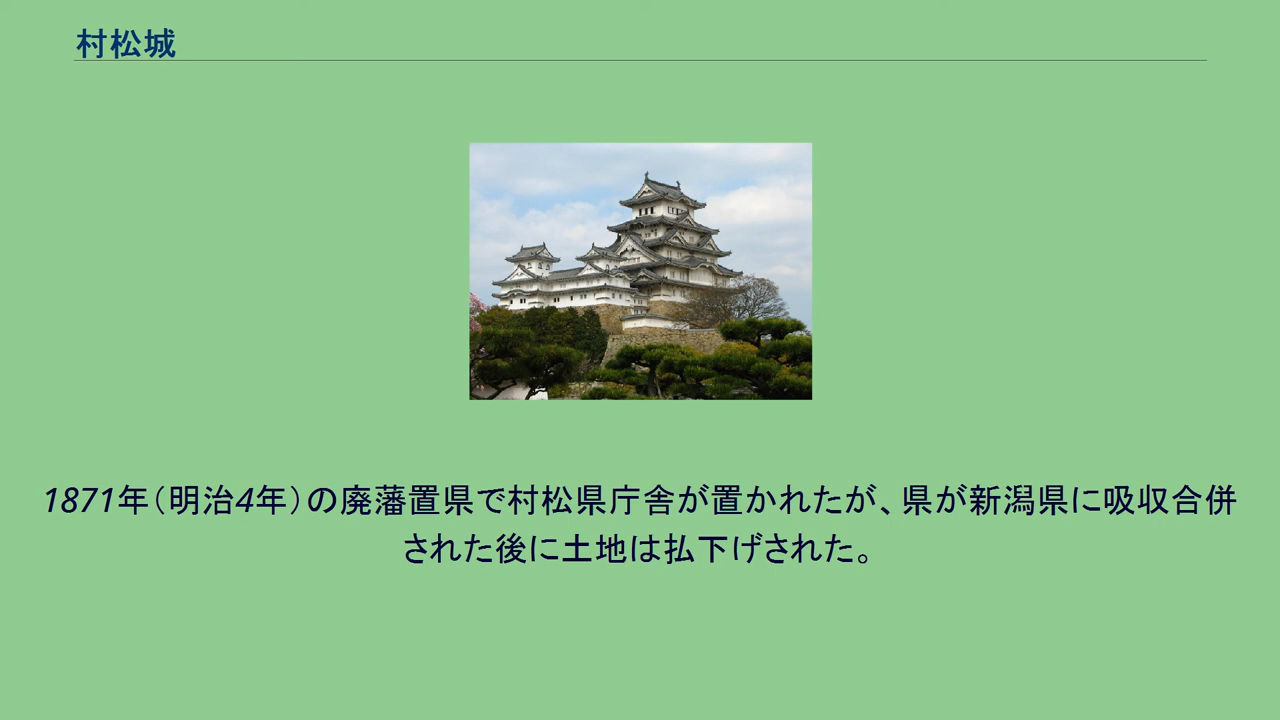 村松城
1871年（明治4年）の廃藩置県で村松県庁舎が置かれたが、県が新潟県に吸収合併
された後に土地は払下げされた。